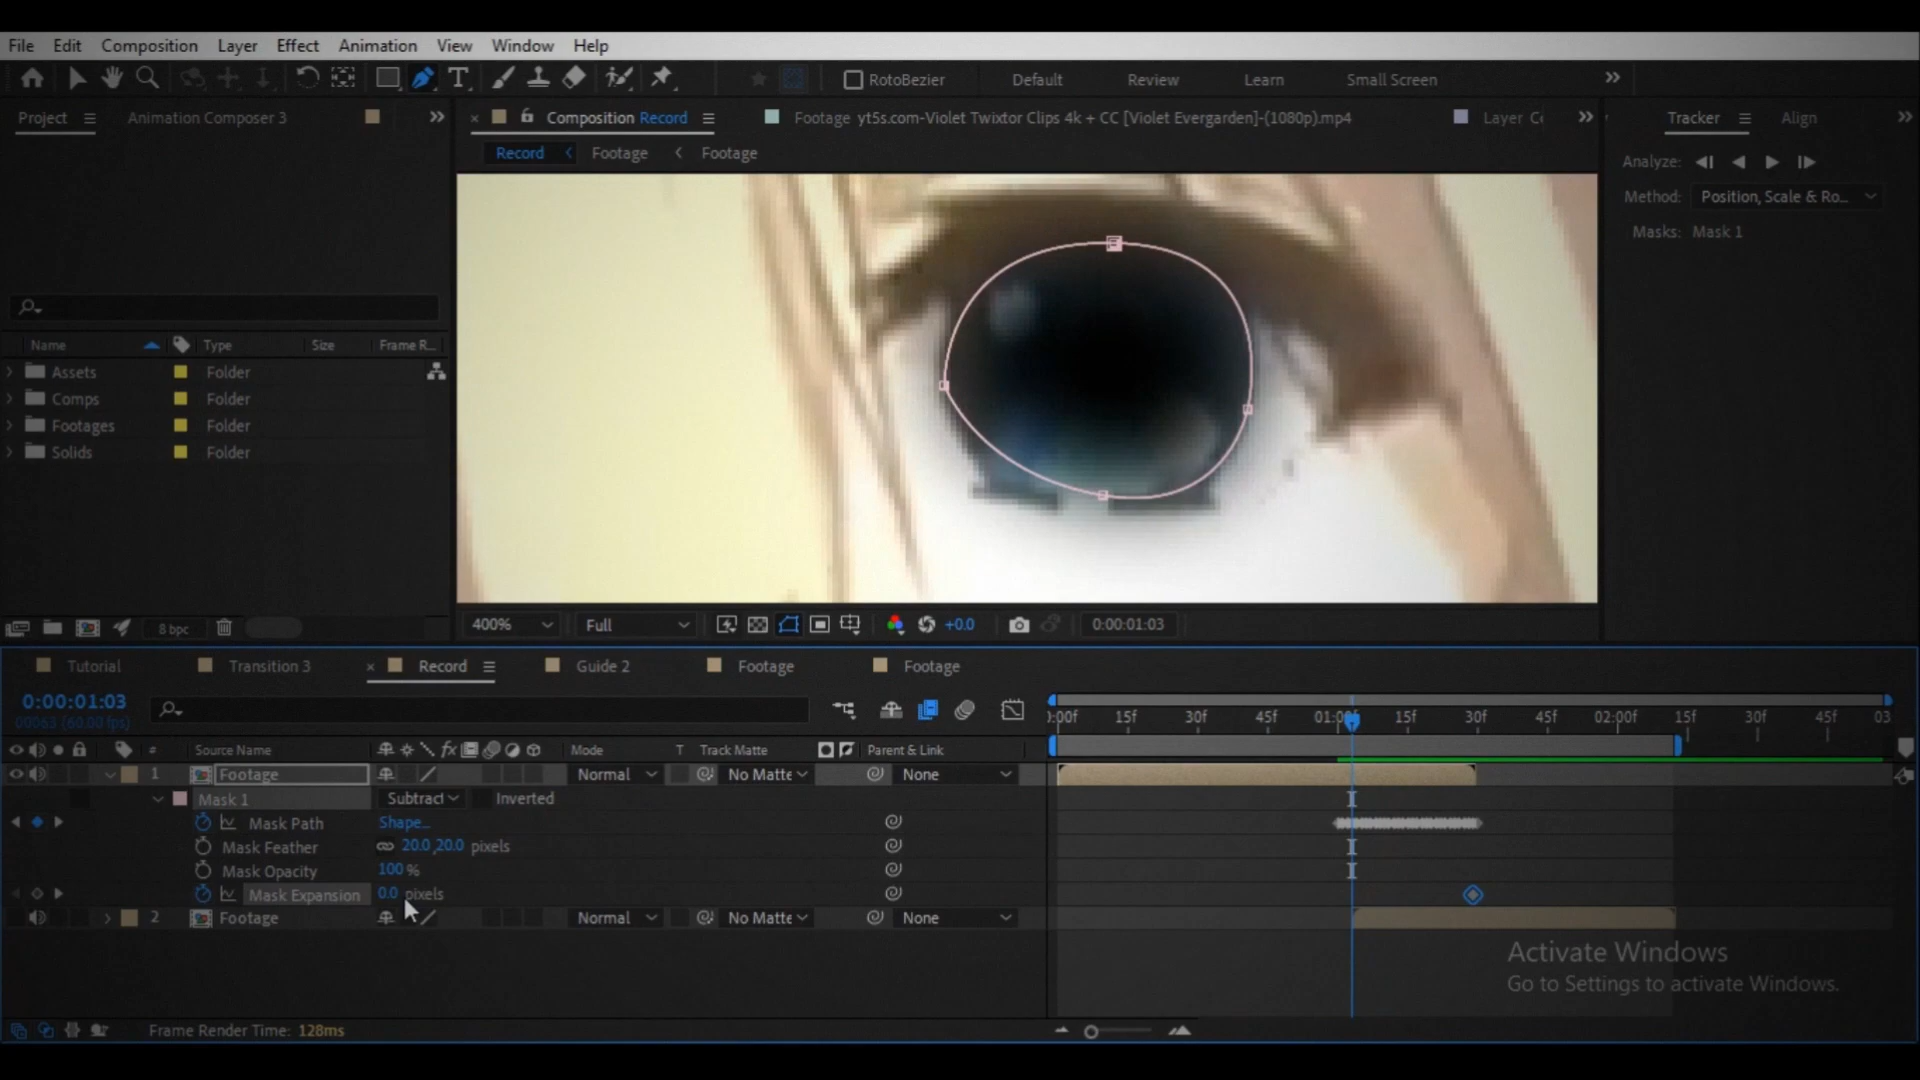 File Edit Composition Layer Effect Animation View Window Help
T RotoBezier Default Review Learn Small Screen
Project Animation Composer 3 Composition Record Footage yt5s.com-Violet Twixtor Clips 4k + CC [Violet Evergarden]-(1080p).mp4 Layer Tracker Align
Record Footage Footage
Analyze:
Method: Position, Scale & Ro...
Masks: Mask 1
Name Type Size Frame R...
Assets Folder
Comps Folder
Footages Folder
Solids Folder
8 bpc 400% Full +0.0 0:00:01:03
Tutorial Transition 3 Record Guide 2 Footage Footage
0:00:01:03
00063 (60.00 fps)
:00f 15f 30f 45f 01:00f 15f 30f 45f 02:00f 15f 30f 45f 03
# Source Name fx Mode T Track Matte Parent & Link
1 Footage Normal No Matte None
Mask 1 Subtract Inverted
Mask Path Shape...
Mask Feather 20.0,20.0 pixels
Mask Opacity 100 %
Mask Expansion 0.0 pixels
2 Footage Normal No Matte None
Activate Windows
Go to Settings to activate Windows.
Frame Render Time: 128ms